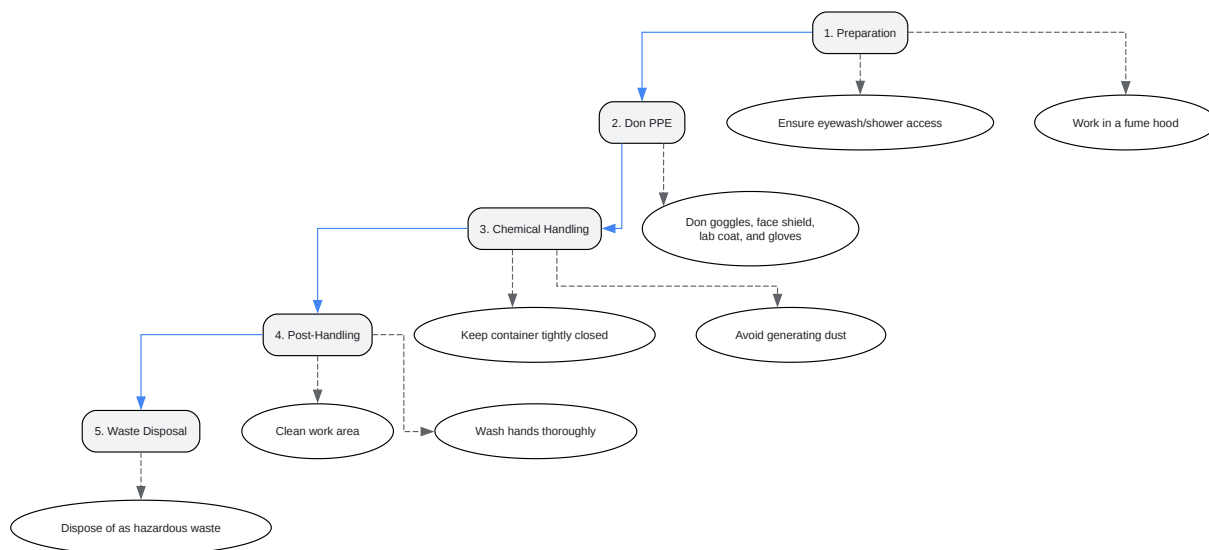 1. Preparation
2. Don PPE
Ensure eyewash/shower access
Work in a fume hood
3. Chemical Handling
Don goggles, face shield,
lab coat, and gloves
4. Post-Handling
Keep container tightly closed
Avoid generating dust
5. Waste Disposal
Clean work area
Wash hands thoroughly
Dispose of as hazardous waste